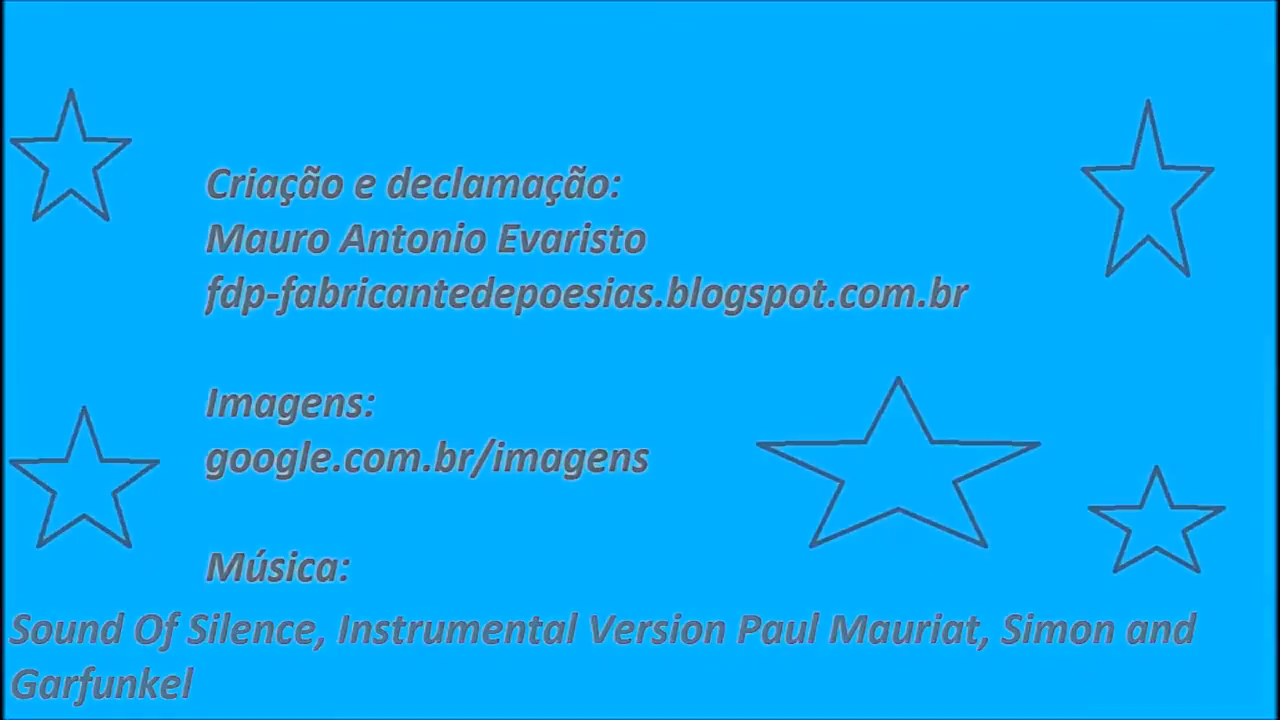 Criação e declamação:
Mauro Antonio Evaristo
fdp-fabricantedepoesias.blogspot.com.br
Imagens:
google.com.br/imagens
Música:
Sound Of Silence, Instrumental Version Paul Mauriat, Simon and
Garfunkel